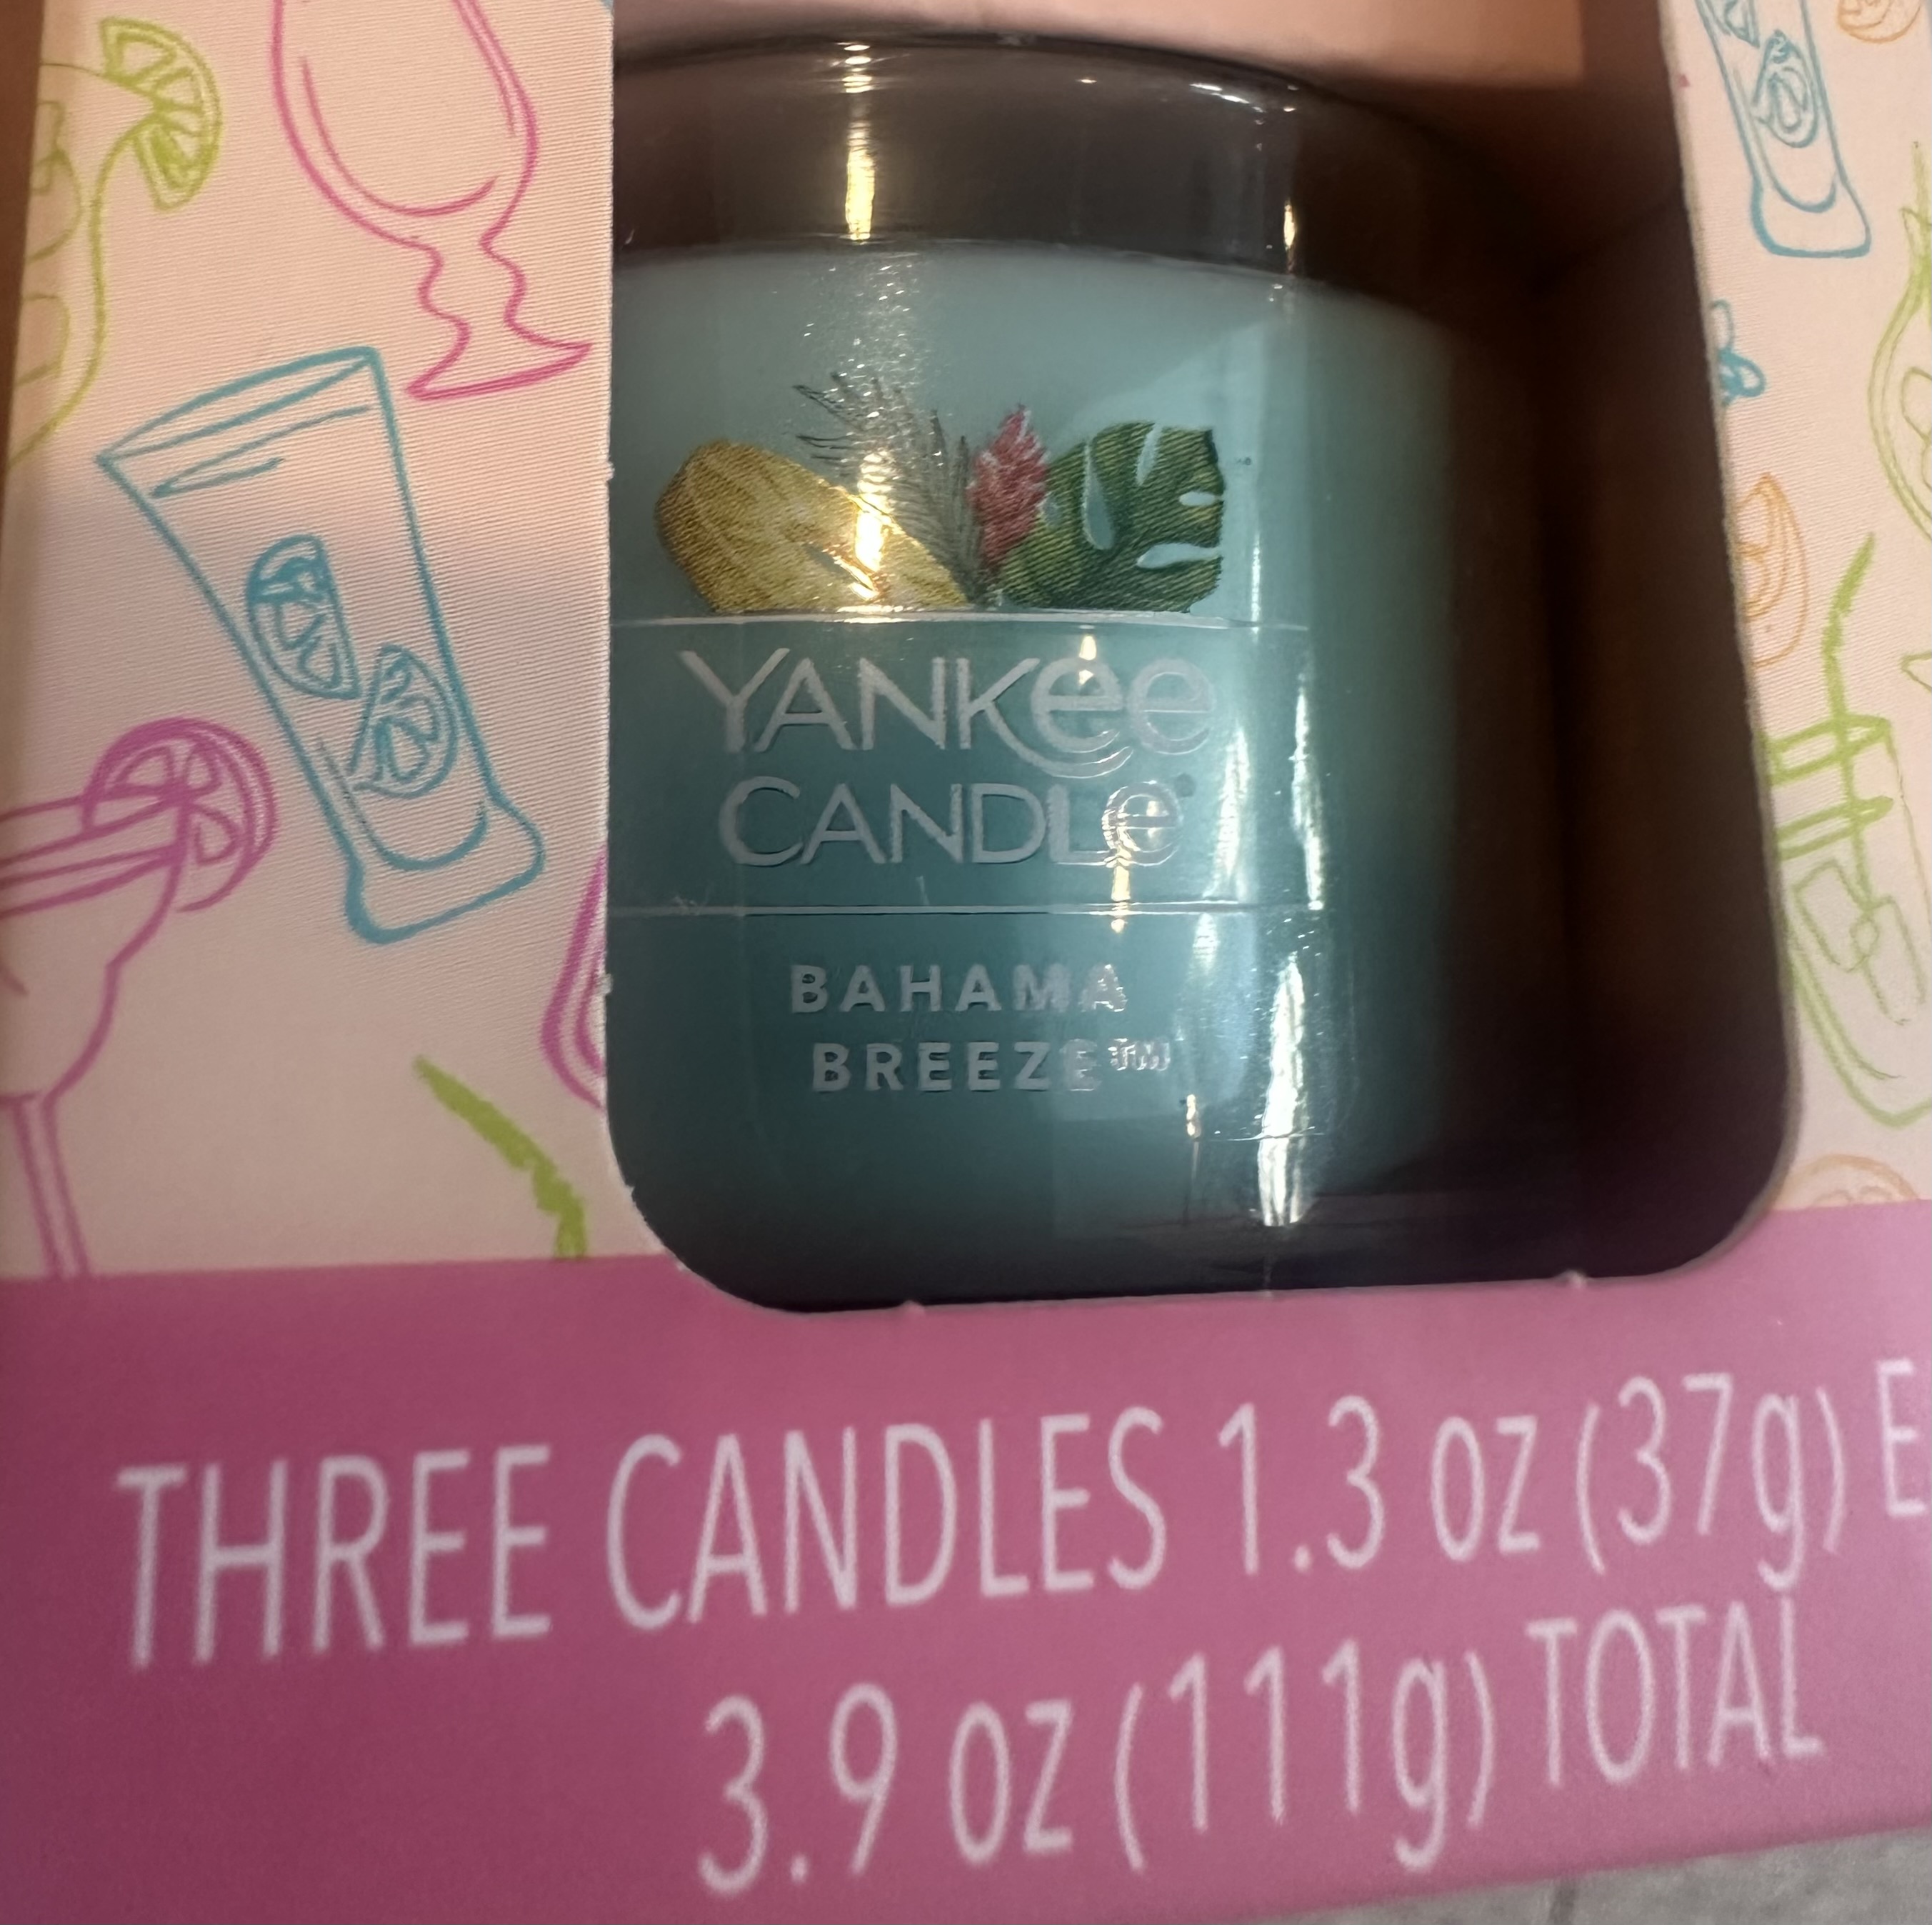 YANKee
CANDLe®
BAHAMA
BREEZE™
THREE CANDLES 1.3 oz (37g) E
3.9 oz (111g) TOTAL